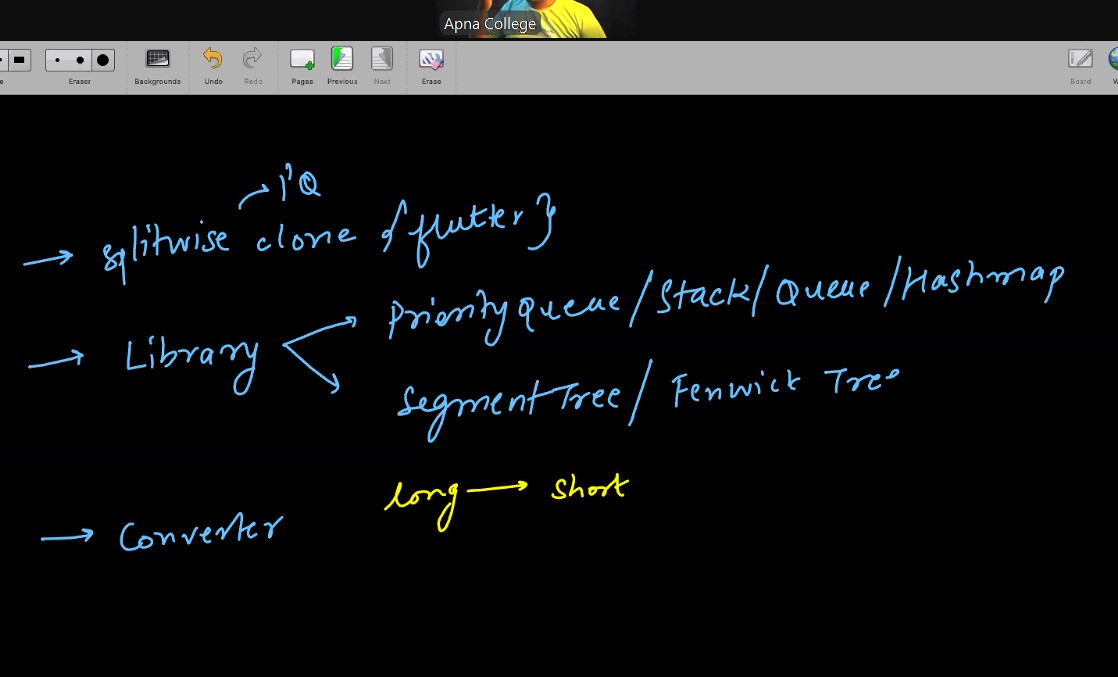 Apna College
Eraser Backgrounds Undo Redo Pages Previous Next Erase Board
PQ
→ Splitwise clone {flutter}
→ Library → Priority Queue / Stack / Queue / Hashmap
→ Segment Tree / Fenwick Tree
long → short
→ Converter